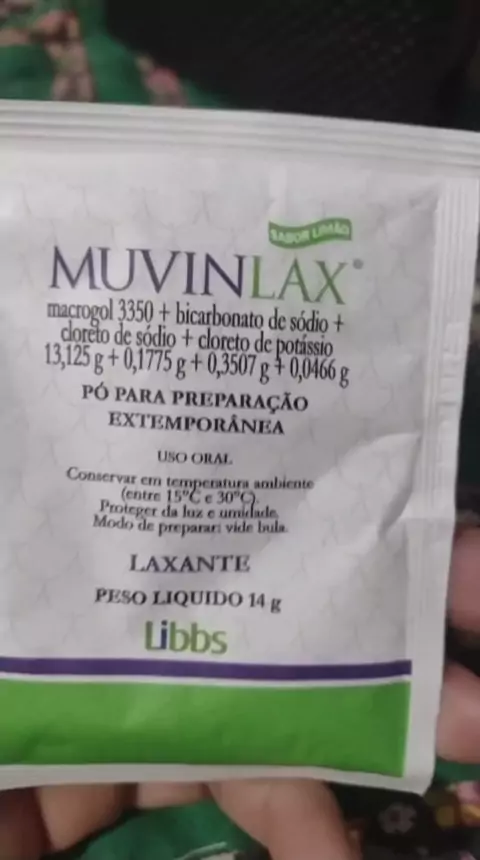 SABOR LIMÃO
MUVINLAX®
macrogol 3350 + bicarbonato de sódio +
cloreto de sódio + cloreto de potássio
13,125 g + 0,1775 g + 0,3507 g + 0,0466 g
PÓ PARA PREPARAÇÃO
EXTEMPORÂNEA
USO ORAL
Conservar em temperatura ambiente
(entre 15°C e 30°C).
Proteger da luz e umidade.
Modo de preparar: vide bula.
LAXANTE
PESO LIQUIDO 14 g
Libbs